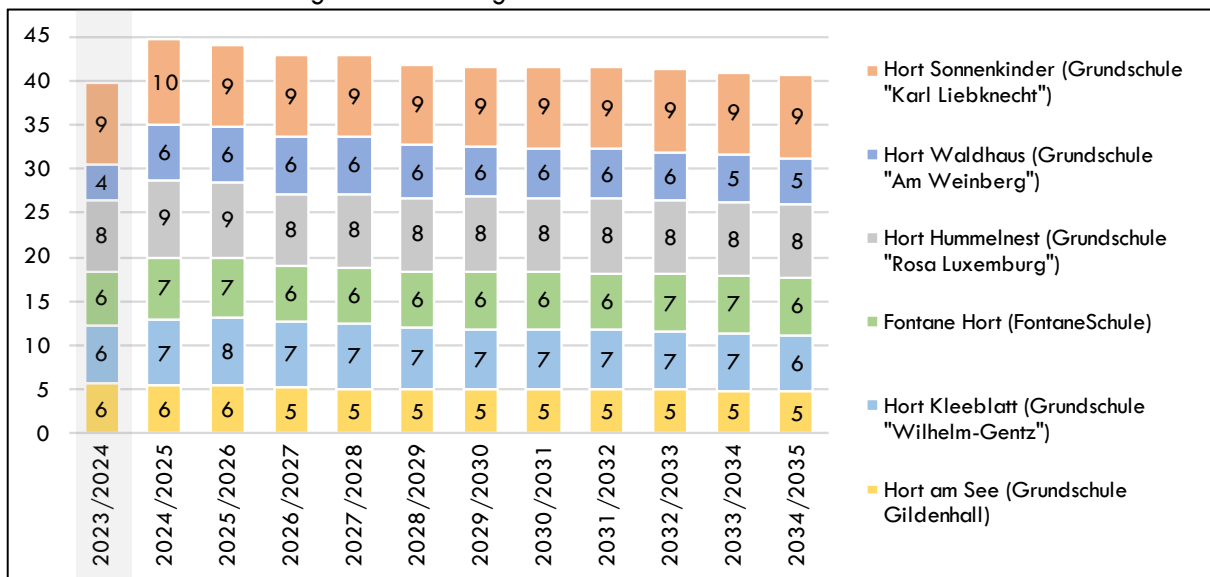 45
40
35
30
25
20
15
10
5
0
9 10 9 9 9 9 9 9 9 9 9 9
4 6 6 6 6 6 6 6 6 6 5 5
8 9 9 8 8 8 8 8 8 8 8 8
6 7 7 6 6 6 6 6 6 7 7 6
6 7 8 7 7 7 7 7 7 7 7 6
6 6 6 5 5 5 5 5 5 5 5 5
2023/2024
2024/2025
2025/2026
2026/2027
2027/2028
2028/2029
2029/2030
2030/2031
2031/2032
2032/2033
2033/2034
2034/2035
Hort Sonnenkinder (Grundschule
"Karl Liebknecht")
Hort Waldhaus (Grundschule
"Am Weinberg")
Hort Hummelnest (Grundschule
"Rosa Luxemburg")
Fontane Hort (FontaneSchule)
Hort Kleeblatt (Grundschule
"Wilhelm-Gentz")
Hort am See (Grundschule
Gildenhall)